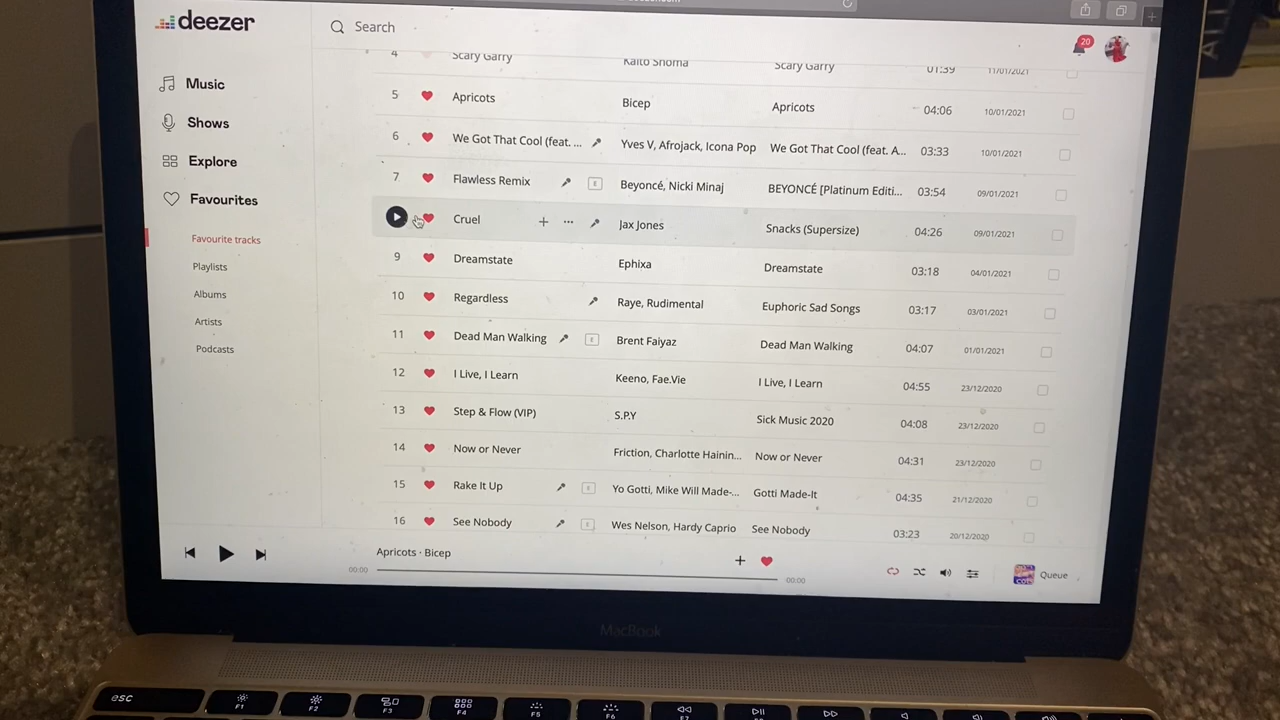 deezer
Search
20
Music
Shows
Explore
Favourites
Favourite tracks
Playlists
Albums
Artists
Podcasts
4 Scary Garry Kaito Shoma Scary Garry 01:39 11/01/2021
5 Apricots Bicep Apricots 04:06 10/01/2021
6 We Got That Cool (feat. ... Yves V, Afrojack, Icona Pop We Got That Cool (feat. A... 03:33 10/01/2021
7 Flawless Remix E Beyoncé, Nicki Minaj BEYONCÉ [Platinum Editi... 03:54 09/01/2021
Cruel Jax Jones Snacks (Supersize) 04:26 09/01/2021
9 Dreamstate Ephixa Dreamstate 03:18 04/01/2021
10 Regardless Raye, Rudimental Euphoric Sad Songs 03:17 03/01/2021
11 Dead Man Walking E Brent Faiyaz Dead Man Walking 04:07 01/01/2021
12 I Live, I Learn Keeno, Fae.Vie I Live, I Learn 04:55 23/12/2020
13 Step & Flow (VIP) S.P.Y Sick Music 2020 04:08 23/12/2020
14 Now or Never Friction, Charlotte Hainin... Now or Never 04:31 23/12/2020
15 Rake It Up E Yo Gotti, Mike Will Made-... Gotti Made-It 04:35 21/12/2020
16 See Nobody E Wes Nelson, Hardy Caprio See Nobody 03:23 20/12/2020
Apricots · Bicep
00:00 00:00
Queue
MacBook
esc F1 F2 F3 F4 F5 F6 F7